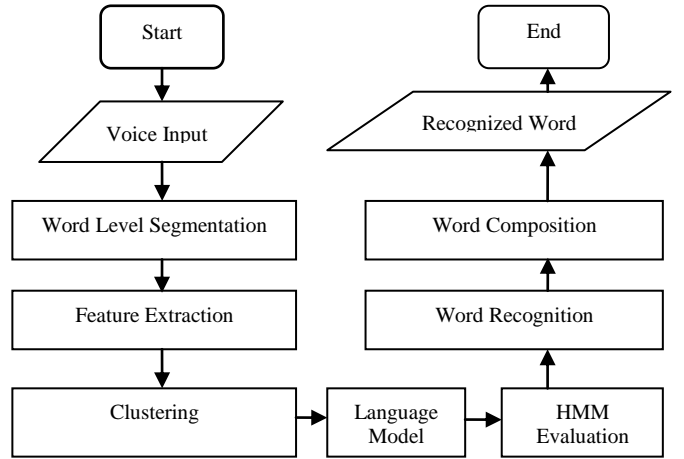 Start
Voice Input
Word Level Segmentation
Feature Extraction
Clustering
Language
Model
HMM
Evaluation
Word Recognition
Word Composition
Recognized Word
End